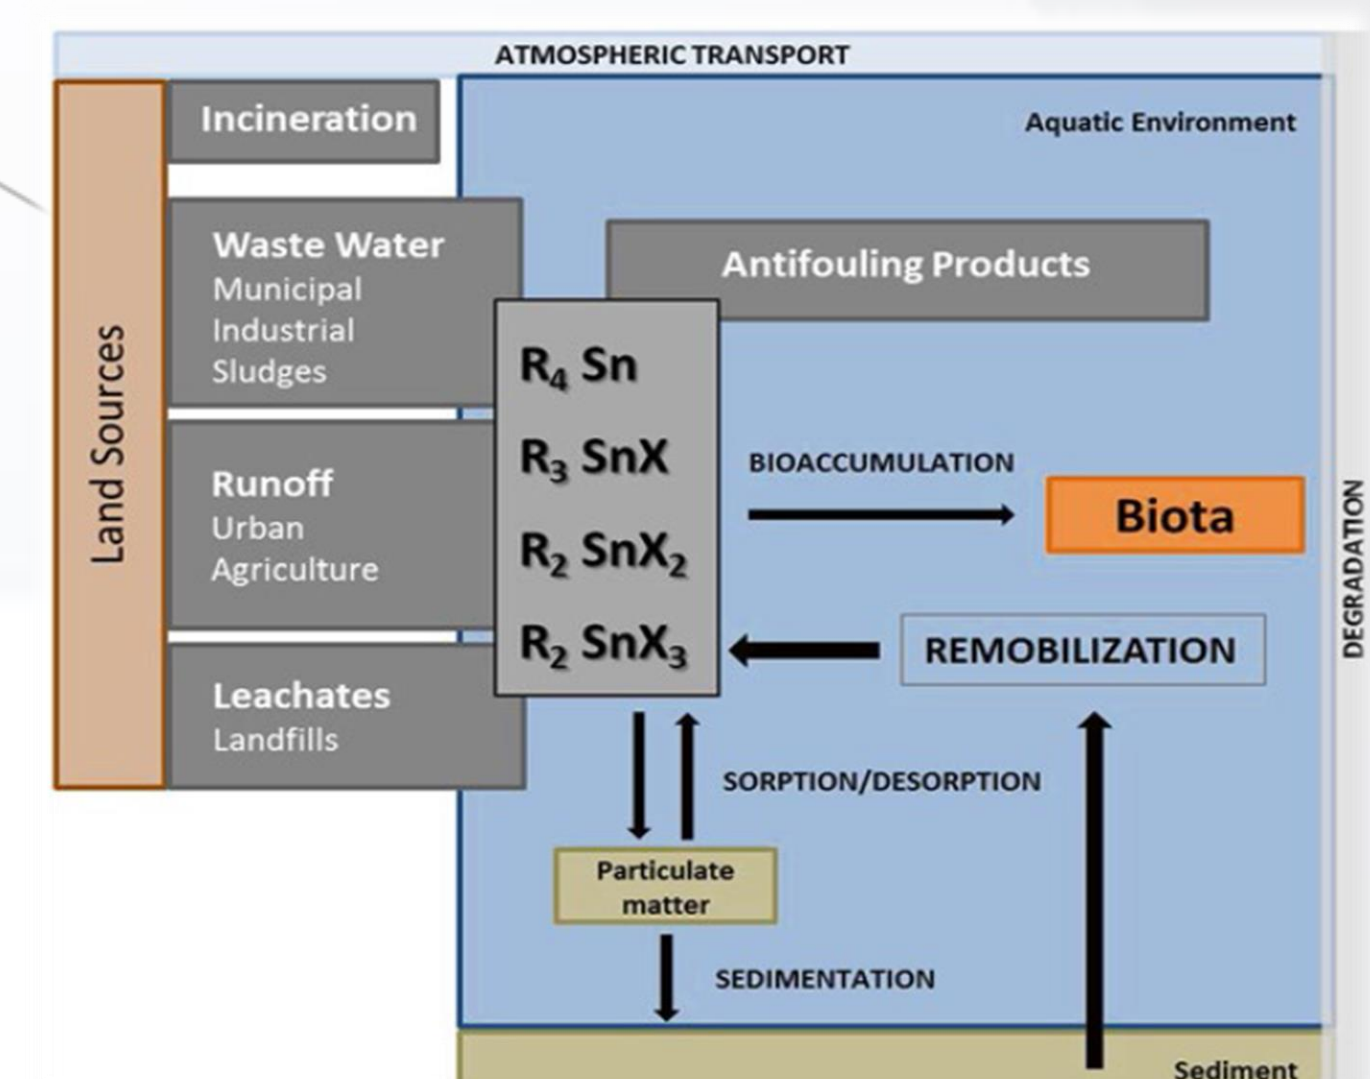 ATMOSPHERIC TRANSPORT
Aquatic Environment
Land Sources
Incineration
Waste Water
Municipal
Industrial
Sludges
Antifouling Products
Runoff
Urban
Agriculture
Leachates
Landfills
R₄ Sn
R₃ SnX
R₂ SnX₂
R₂ SnX₃
BIOACCUMULATION
Biota
REMOBILIZATION
SORPTION/DESORPTION
Particulate
matter
SEDIMENTATION
Sediment
DEGRADATION